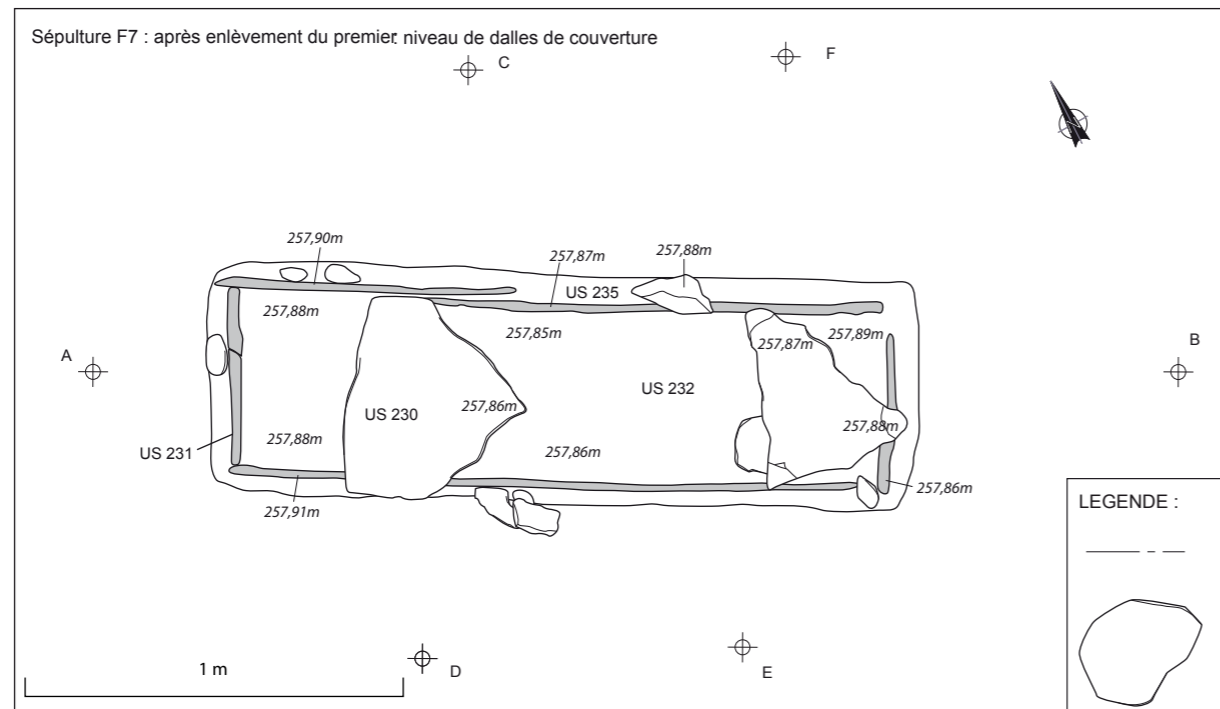 Sépulture F7 : après enlèvement du premier niveau de dalles de couverture
C
F
N
257,90m
257,87m
257,88m
US 235
257,88m
257,85m
257,87m
257,89m
A
B
US 232
US 230
257,86m
257,88m
257,88m
US 231
257,86m
257,86m
257,91m
LEGENDE :
1 m
D
E